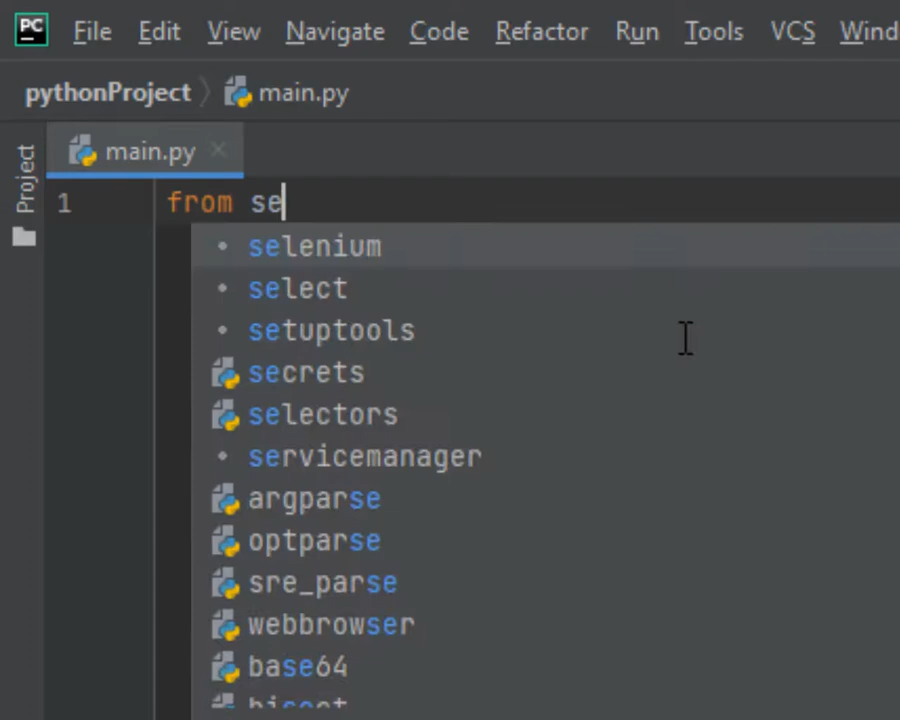 PC File Edit View Navigate Code Refactor Run Tools VCS Wind
pythonProject main.py
Project
main.py
1 from se
selenium
select
setuptools
secrets
selectors
servicemanager
argparse
optparse
sre_parse
webbrowser
base64